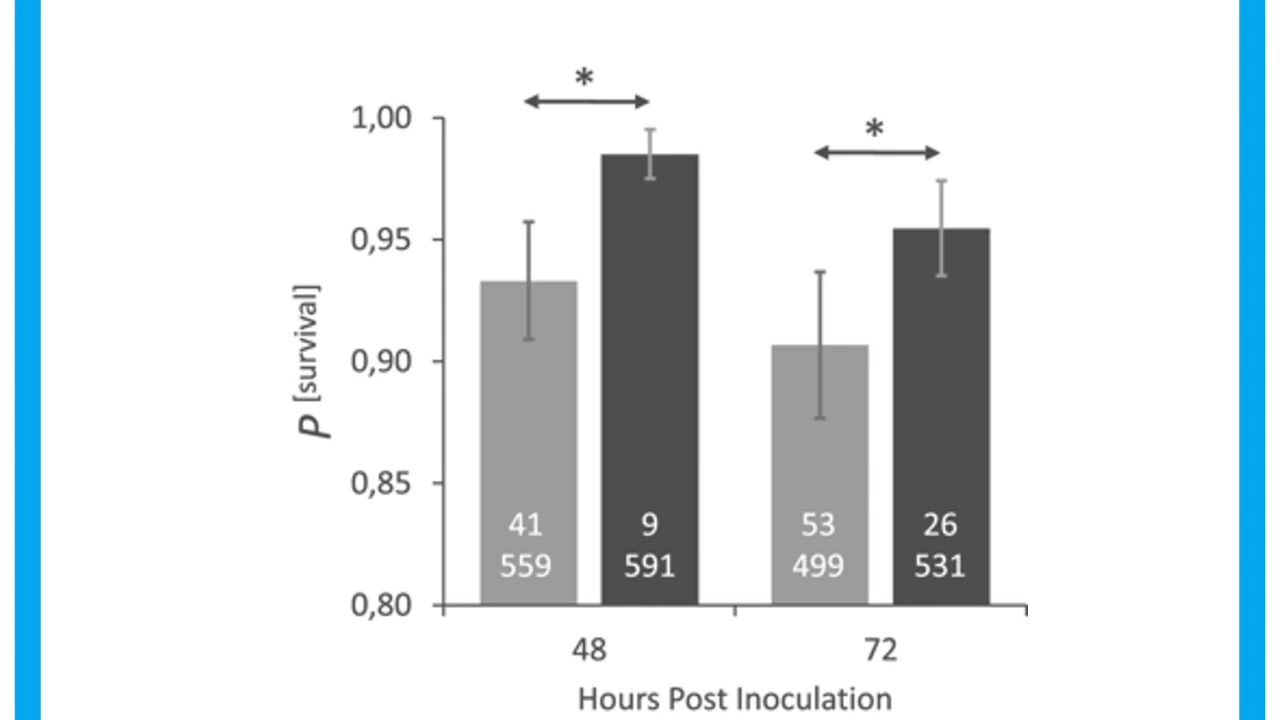 *
*
1,00
0,95
0,90
0,85
0,80
P [survival]
41 9 53 26
559 591 499 531
48 72
Hours Post Inoculation